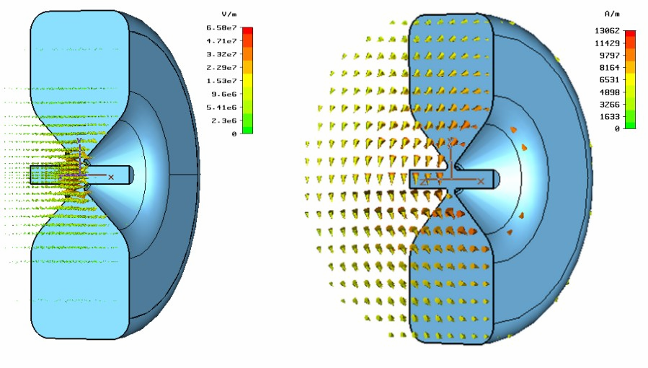 V/m
6.58e7
4.71e7
3.32e7
2.29e7
1.53e7
9.6e6
5.41e6
2.3e6
0
x
A/m
13062
11429
9797
8164
6531
4898
3266
1633
0
x